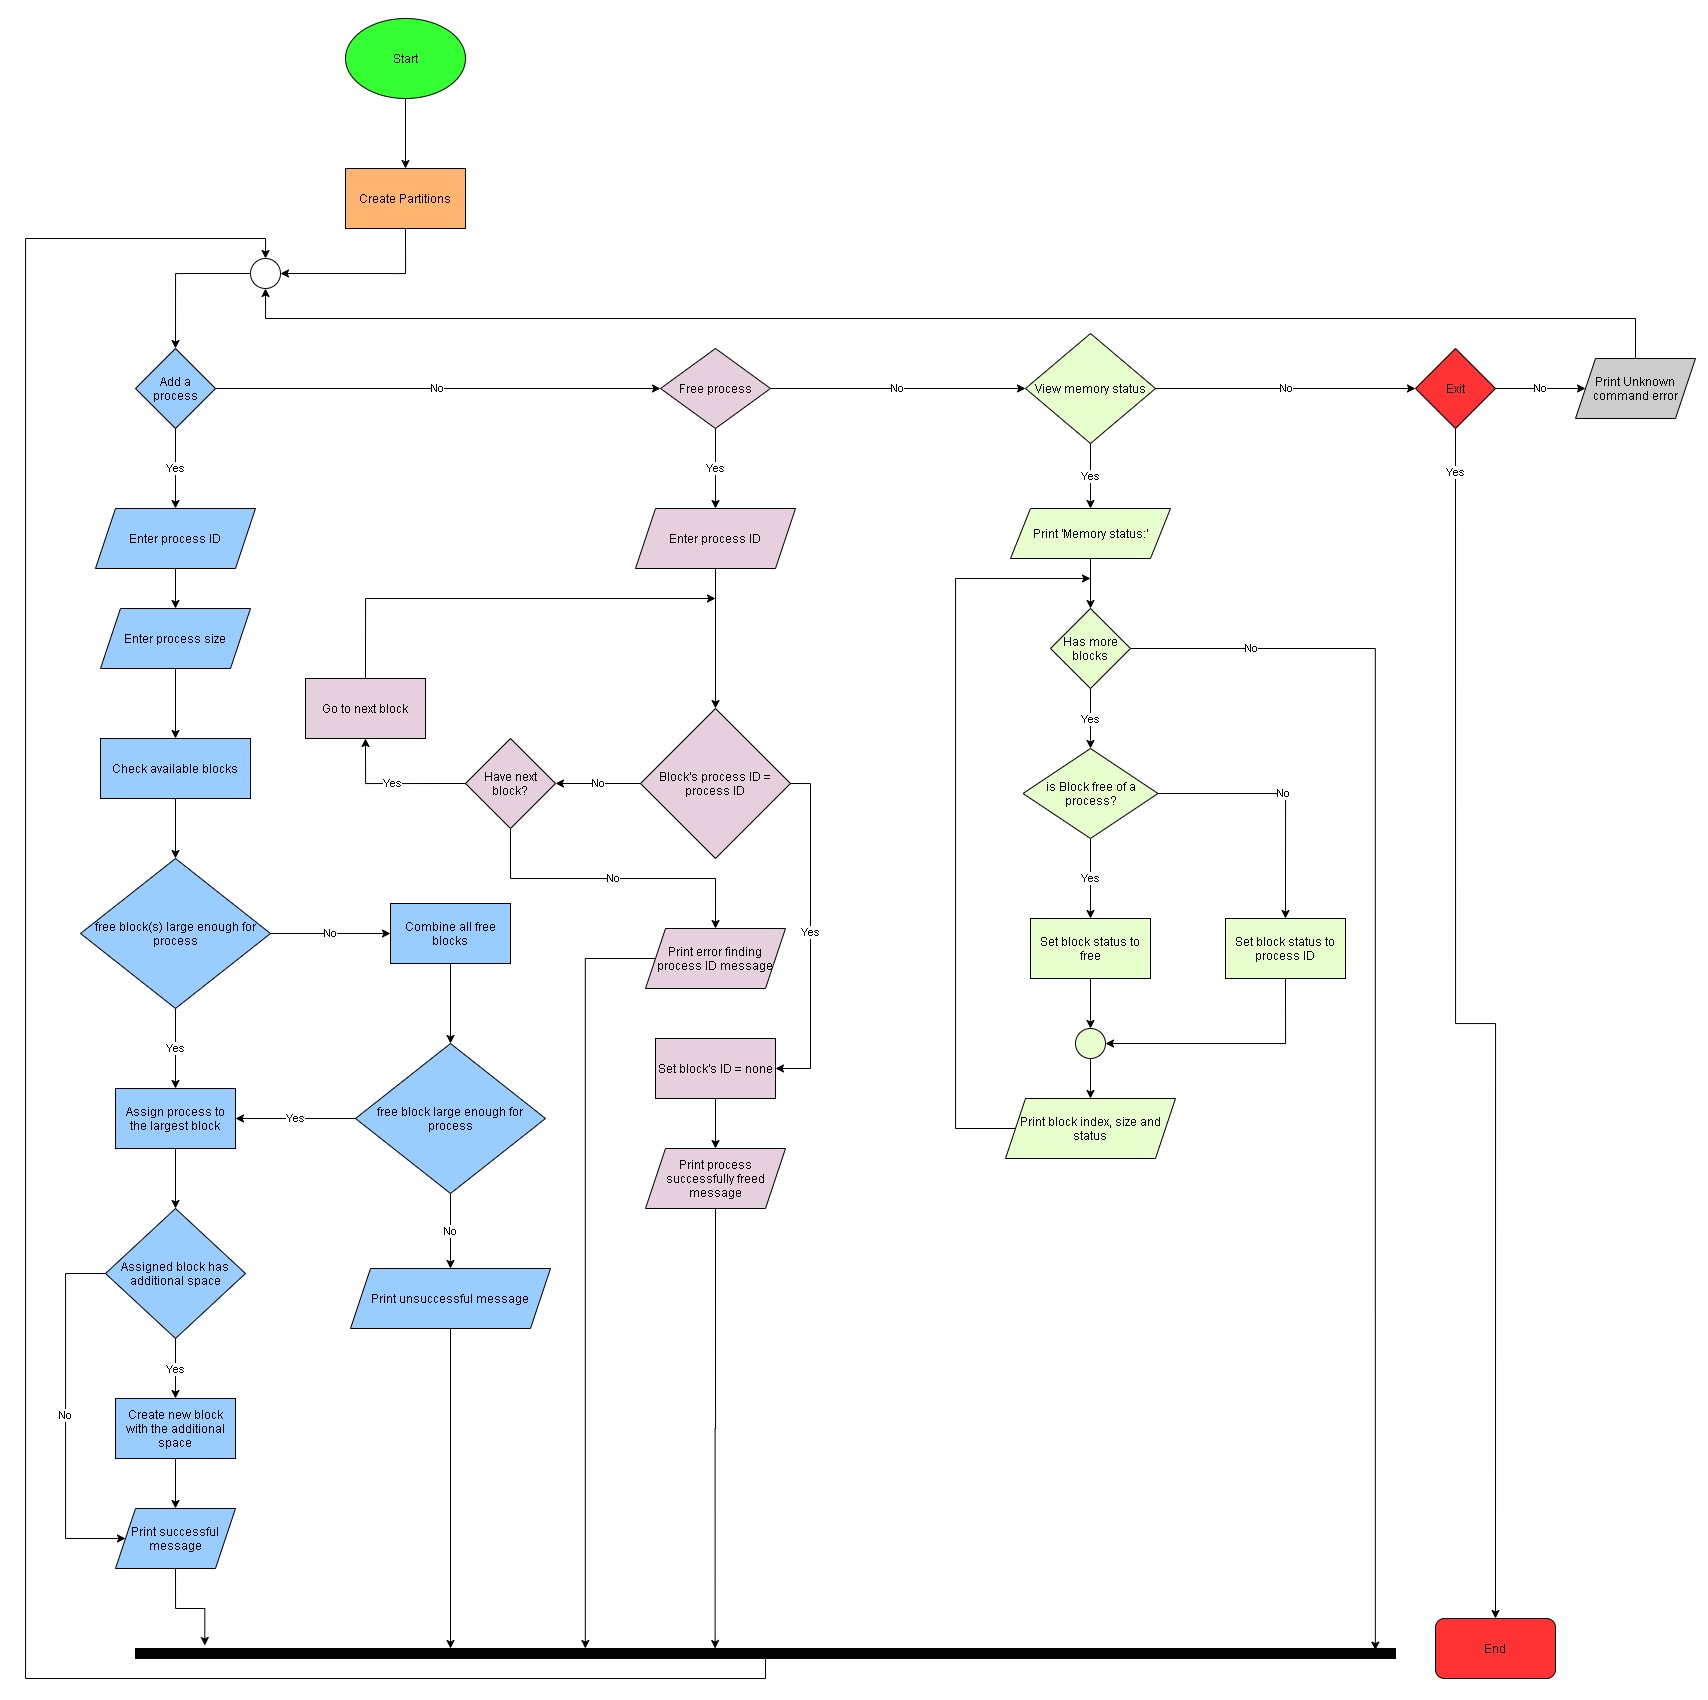 Start
Create Partitions
Add a
process
No
Free process
No
View memory status
No
Exit
No
Print Unknown
command error
Yes
Yes
Yes
Yes
Enter process ID
Enter process ID
Print 'Memory status:'
Enter process size
Has more
blocks
No
Go to next block
Yes
Check available blocks
Have next
block?
Yes
No
Block's process ID =
process ID
is Block free of a
process?
No
No
Yes
free block(s) large enough for
process
No
Combine all free
blocks
Yes
Print error finding
process ID message
Set block status to
free
Set block status to
process ID
Yes
Set block's ID = none
Assign process to
the largest block
Yes
free block large enough for
process
Print block index, size and
status
Print process
successfully freed
message
No
Assigned block has
additional space
Print unsuccessful message
Yes
No
Create new block
with the additional
space
Print successful
message
End